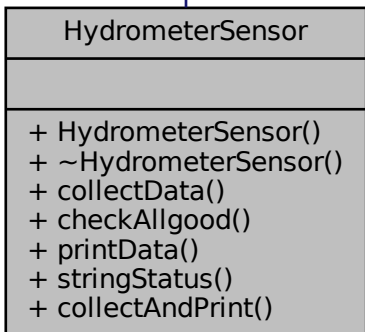 HydrometerSensor
+ HydrometerSensor()
+ ~HydrometerSensor()
+ collectData()
+ checkAllgood()
+ printData()
+ stringStatus()
+ collectAndPrint()